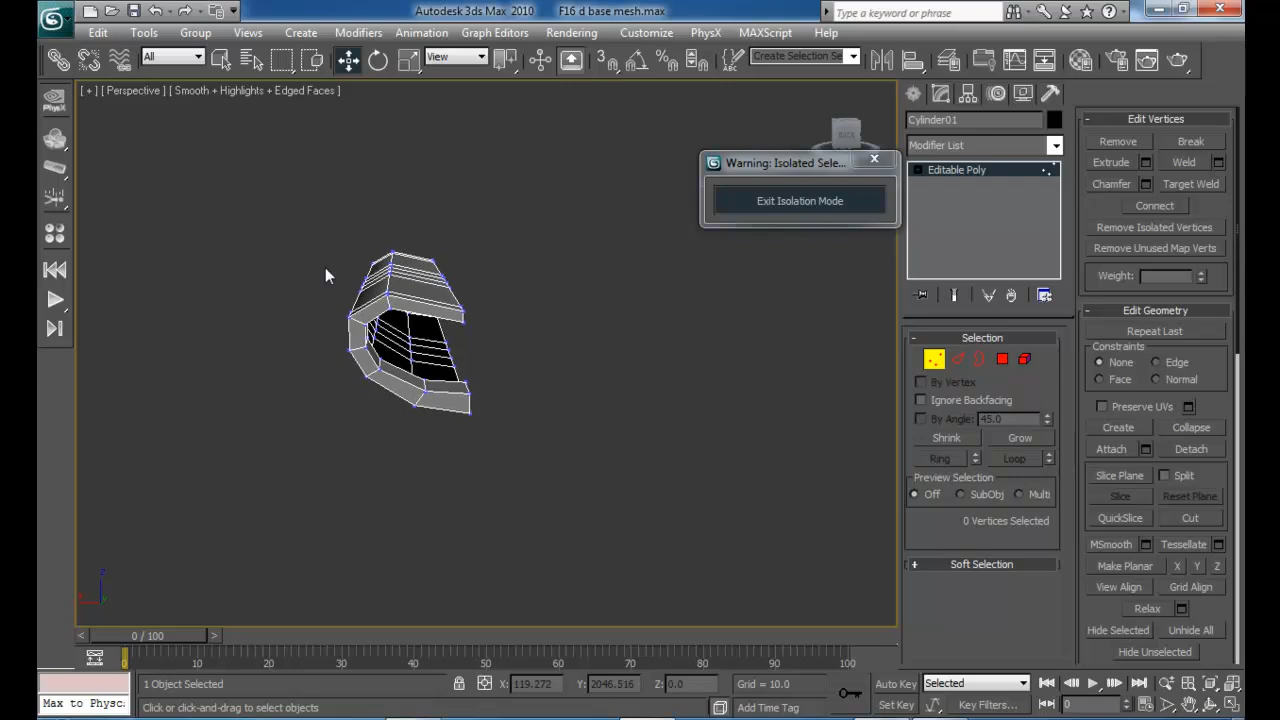 Autodesk 3ds Max 2010 F16 d base mesh.max
Type a keyword or phrase
Edit Tools Group Views Create Modifiers Animation Graph Editors Rendering Customize PhysX MAXScript Help
All
View
Create Selection Se
[ + ] [ Perspective ] [ Smooth + Highlights + Edged Faces ]
PhysX
BACK
Warning: Isolated Sele...
Exit Isolation Mode
Cylinder01
Modifier List
Editable Poly
Selection
By Vertex
Ignore Backfacing
By Angle: 45.0
Shrink Grow
Ring Loop
Preview Selection
Off SubObj Multi
0 Vertices Selected
Soft Selection
Edit Vertices
Remove Break
Extrude Weld
Chamfer Target Weld
Connect
Remove Isolated Vertices
Remove Unused Map Verts
Weight:
Edit Geometry
Repeat Last
Constraints
None Edge
Face Normal
Preserve UVs
Create Collapse
Attach Detach
Slice Plane Split
Slice Reset Plane
QuickSlice Cut
MSmooth Tessellate
Make Planar X Y Z
View Align Grid Align
Relax
Hide Selected Unhide All
Hide Unselected
z
< 0 / 100 >
0 10 20 30 40 50 60 70 80 90 100
1 Object Selected X: 119.272 Y: 2046.516 Z: 0.0 Grid = 10.0 Auto Key Selected
Max to Physc. Click or click-and-drag to select objects Add Time Tag Set Key Key Filters... 0